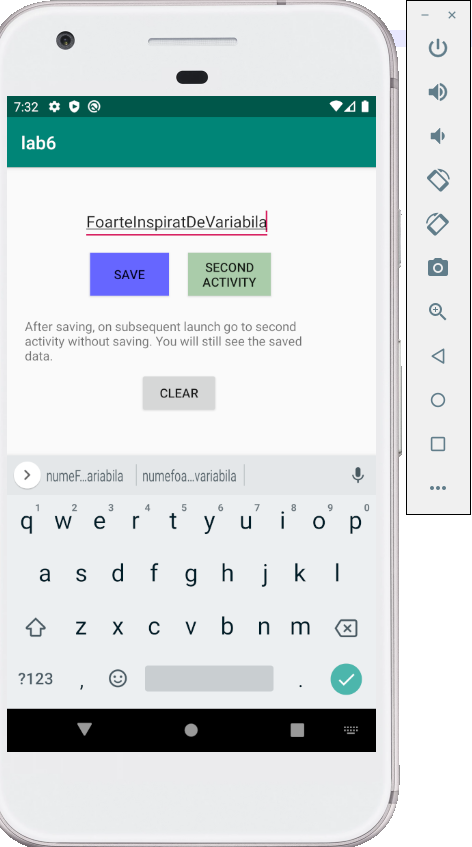 7:32
lab6
FoarteInspiratDeVariabila
SAVE
SECOND
ACTIVITY
After saving, on subsequent launch go to second
activity without saving. You will still see the saved
data.
CLEAR
numeF...ariabila numefoa...variabila
1 2 3 4 5 6 7 8 9 0
q w e r t y u i o p
a s d f g h j k l
z x c v b n m
?123 , .